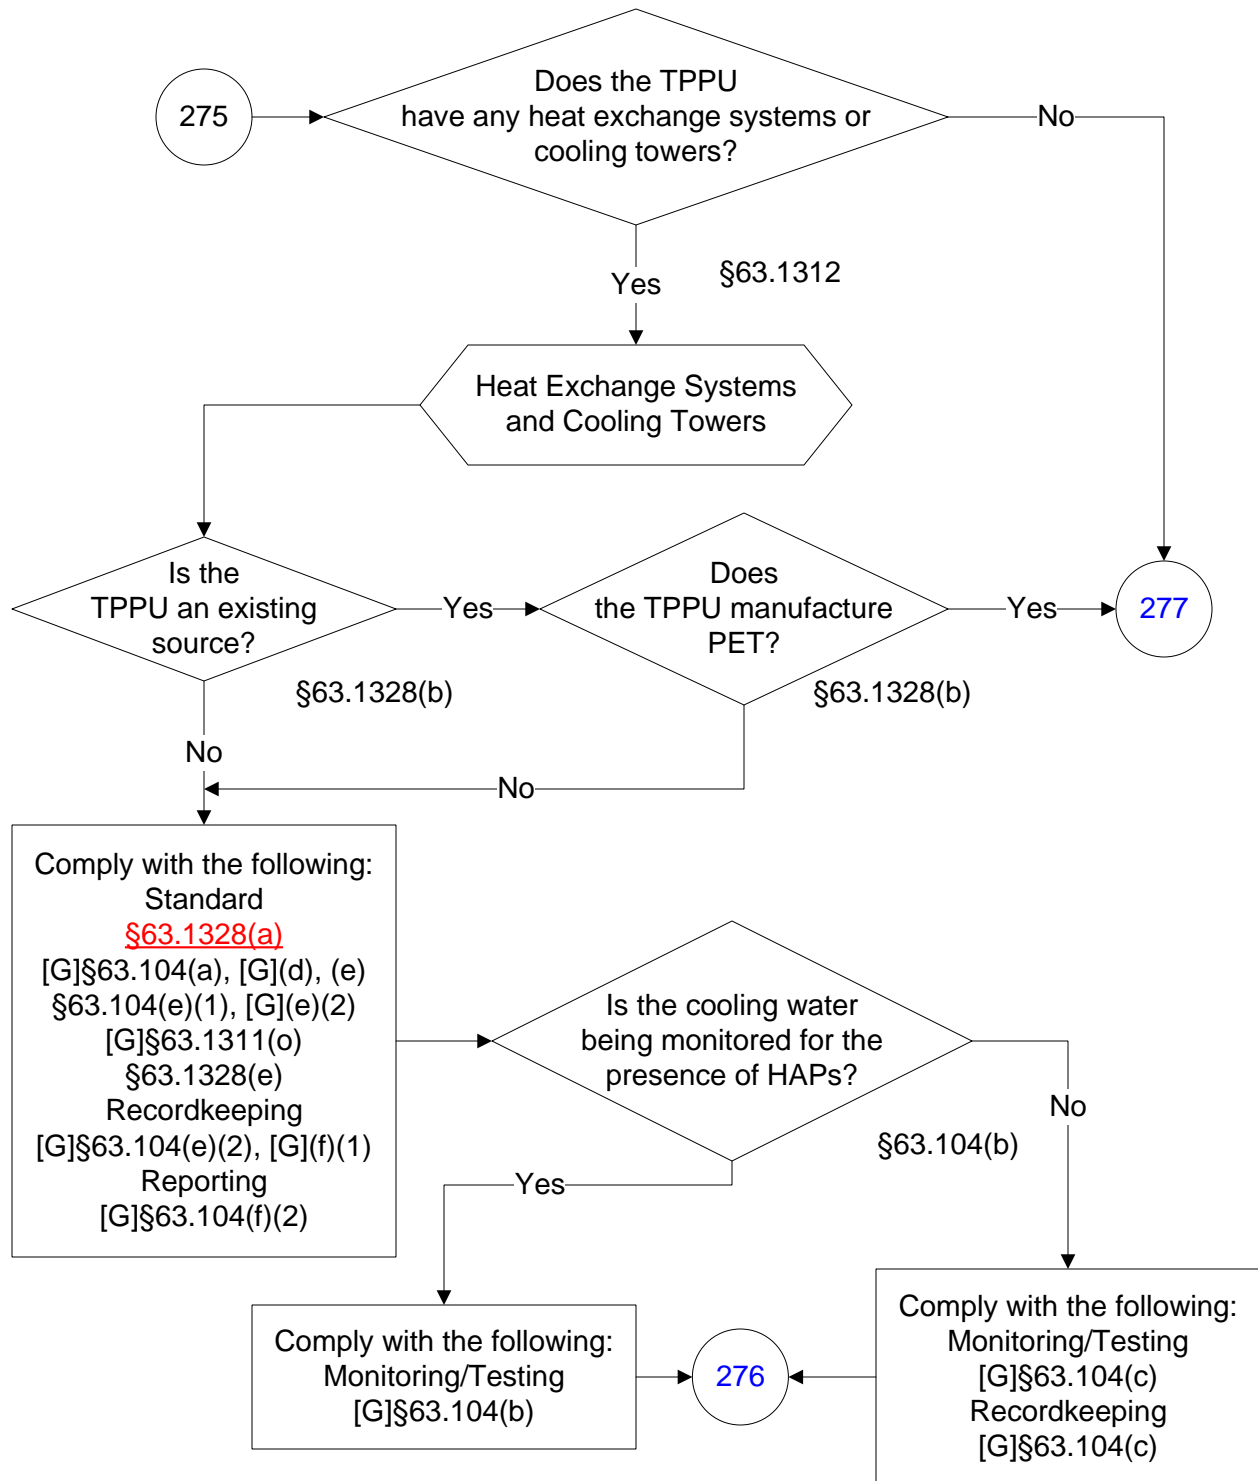 275
Does the TPPU
have any heat exchange systems or
cooling towers?
No
Yes
§63.1312
Heat Exchange Systems
and Cooling Towers
Is the
TPPU an existing
source?
Yes
Does
the TPPU manufacture
PET?
Yes
277
§63.1328(b)
§63.1328(b)
No
No
Comply with the following:
Standard
§63.1328(a)
[G]§63.104(a), [G](d), (e)
§63.104(e)(1), [G](e)(2)
[G]§63.1311(o)
§63.1328(e)
Recordkeeping
[G]§63.104(e)(2), [G](f)(1)
Reporting
[G]§63.104(f)(2)
Is the cooling water
being monitored for the
presence of HAPs?
No
§63.104(b)
Yes
Comply with the following:
Monitoring/Testing
[G]§63.104(b)
276
Comply with the following:
Monitoring/Testing
[G]§63.104(c)
Recordkeeping
[G]§63.104(c)